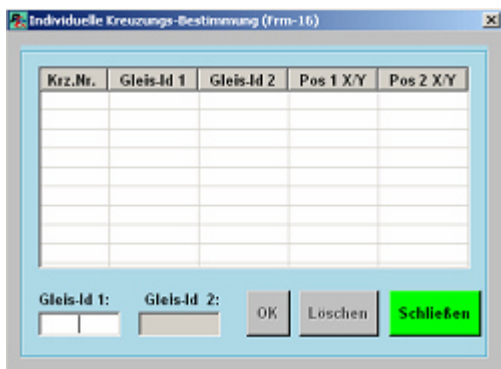 Individuelle Kreuzungs-Bestimmung (Frm-16)
Krz.Nr. Gleis-Id 1 Gleis-Id 2 Pos 1 X/Y Pos 2 X/Y
Gleis-Id 1: Gleis-Id 2:
OK Löschen Schließen